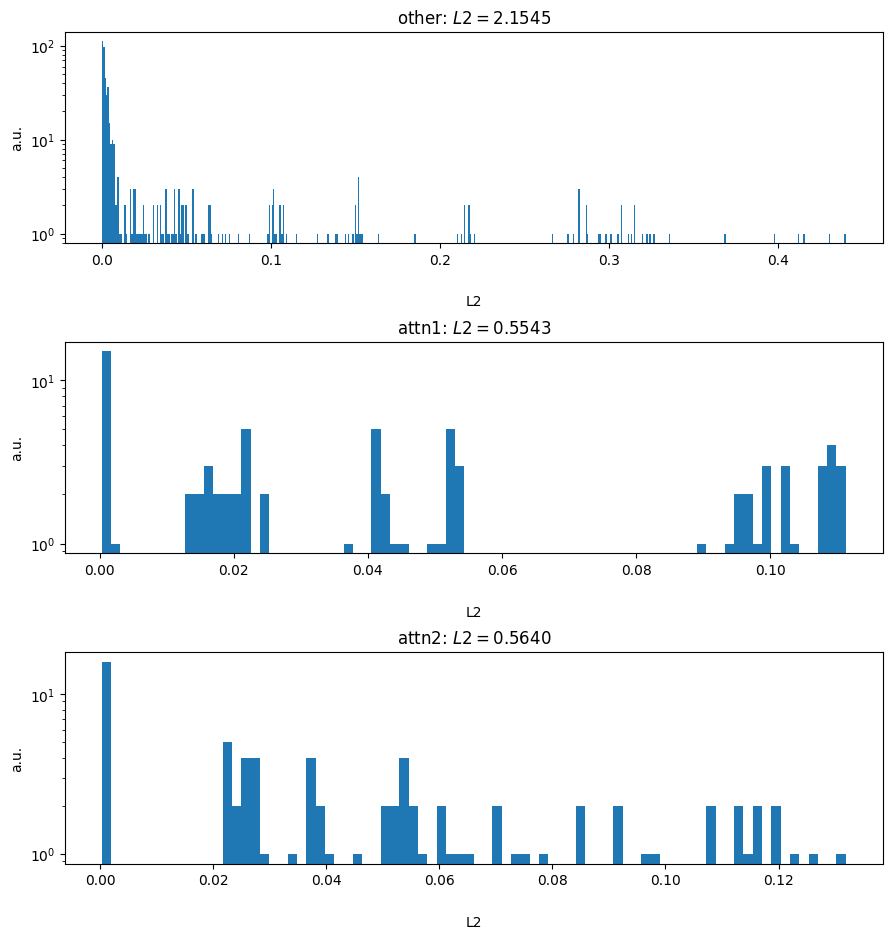 other: L2 = 2.1545
a.u.
10²
10¹
10⁰
0.0 0.1 0.2 0.3 0.4
L2
attn1: L2 = 0.5543
a.u.
10¹
10⁰
0.00 0.02 0.04 0.06 0.08 0.10
L2
attn2: L2 = 0.5640
a.u.
10¹
10⁰
0.00 0.02 0.04 0.06 0.08 0.10 0.12
L2